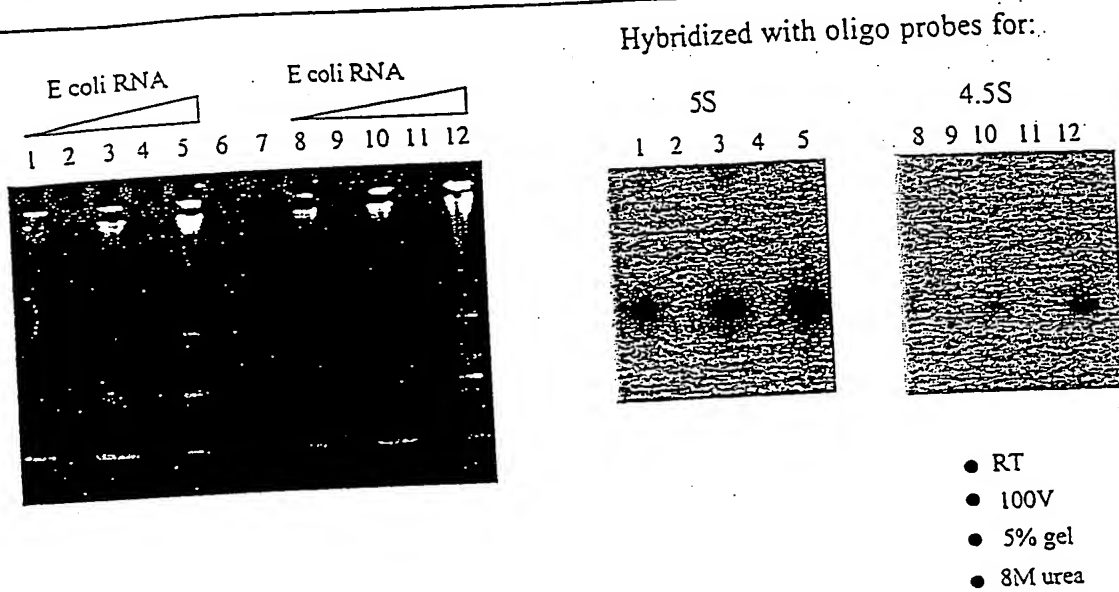 Hybridized with oligo probes for:
E coli RNA
E coli RNA
1 2 3 4 5 6 7 8 9 10 11 12
5S
1 2 3 4 5
4.5S
8 9 10 11 12
• RT
• 100V
• 5% gel
• 8M urea